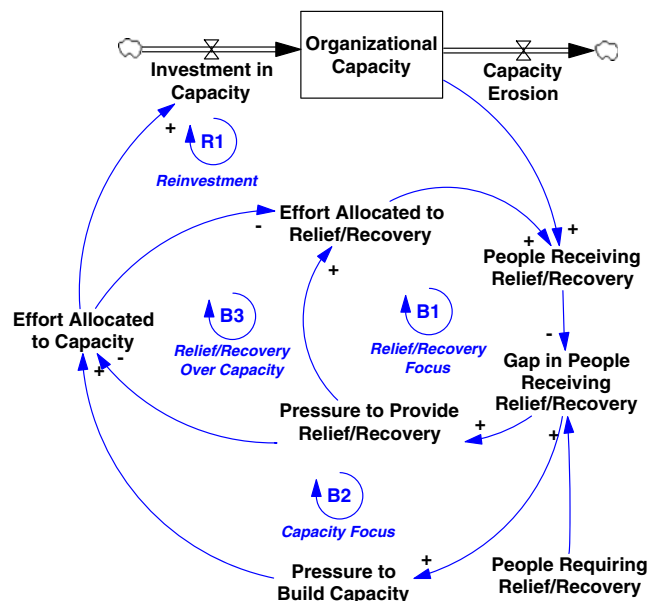 Organizational
Capacity
Investment in
Capacity
Capacity
Erosion
+
R1
Reinvestment
Effort Allocated to
Relief/Recovery
-
+
+
+
People Receiving
Relief/Recovery
Effort Allocated
to Capacity
B3
Relief/Recovery
Over Capacity
B1
Relief/Recovery
Focus
-
Gap in People
Receiving
Relief/Recovery
-
+
Pressure to Provide
Relief/Recovery
+
+
B2
Capacity Focus
+
Pressure to
Build Capacity
People Requiring
Relief/Recovery